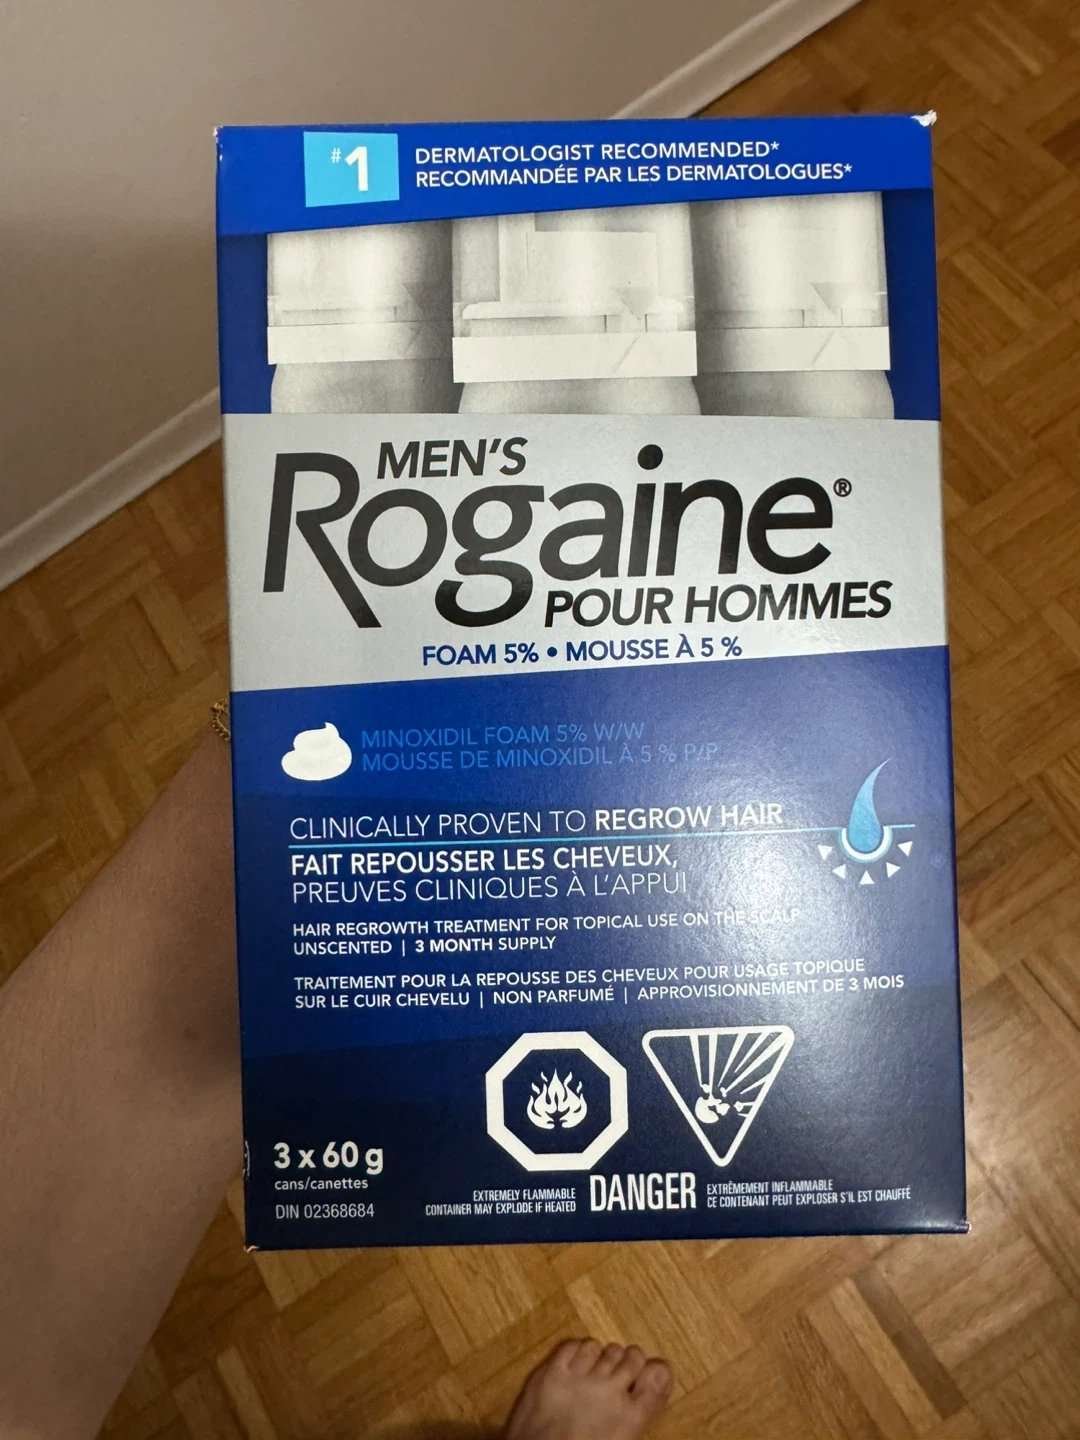 #1
DERMATOLOGIST RECOMMENDED*
RECOMMANDÉE PAR LES DERMATOLOGUES*
MEN'S
Rogaine®
POUR HOMMES
FOAM 5% • MOUSSE À 5 %
MINOXIDIL FOAM 5% W/W
MOUSSE DE MINOXIDIL À 5 % P/P
CLINICALLY PROVEN TO REGROW HAIR
FAIT REPOUSSER LES CHEVEUX,
PREUVES CLINIQUES À L'APPUI
HAIR REGROWTH TREATMENT FOR TOPICAL USE ON THE SCALP
UNSCENTED | 3 MONTH SUPPLY
TRAITEMENT POUR LA REPOUSSE DES CHEVEUX POUR USAGE TOPIQUE
SUR LE CUIR CHEVELU | NON PARFUMÉ | APPROVISIONNEMENT DE 3 MOIS
3 x 60 g
cans/canettes
DIN 02368684
EXTREMELY FLAMMABLE
CONTAINER MAY EXPLODE IF HEATED
DANGER
EXTRÊMEMENT INFLAMMABLE
CE CONTENANT PEUT EXPLOSER S'IL EST CHAUFFÉ